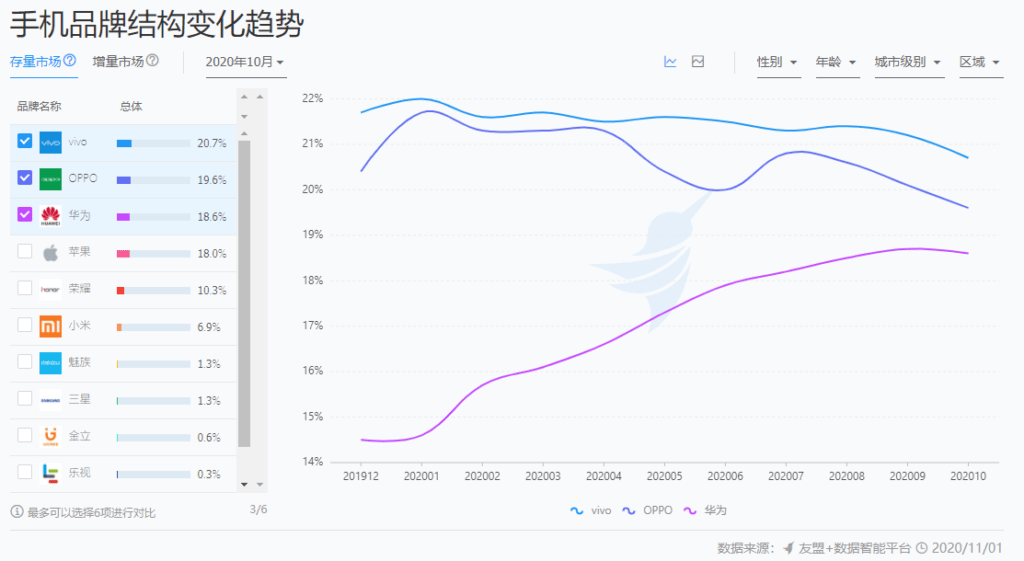 手机品牌结构变化趋势
存量市场 增量市场 2020年10月 性别 年龄 城市级别 区域
品牌名称 总体
vivo vivo 20.7%
OPPO 19.6%
HUAWEI 华为 18.6%
苹果 18.0%
honor 荣耀 10.3%
mi 小米 6.9%
魅族 1.3%
SAMSUNG 三星 1.3%
金立 0.6%
乐视 0.3%
最多可以选择6项进行对比 3/6
22%
21%
20%
19%
18%
17%
16%
15%
14%
201912 202001 202002 202003 202004 202005 202006 202007 202008 202009 202010
vivo OPPO 华为
数据来源: 友盟+数据智能平台 2020/11/01